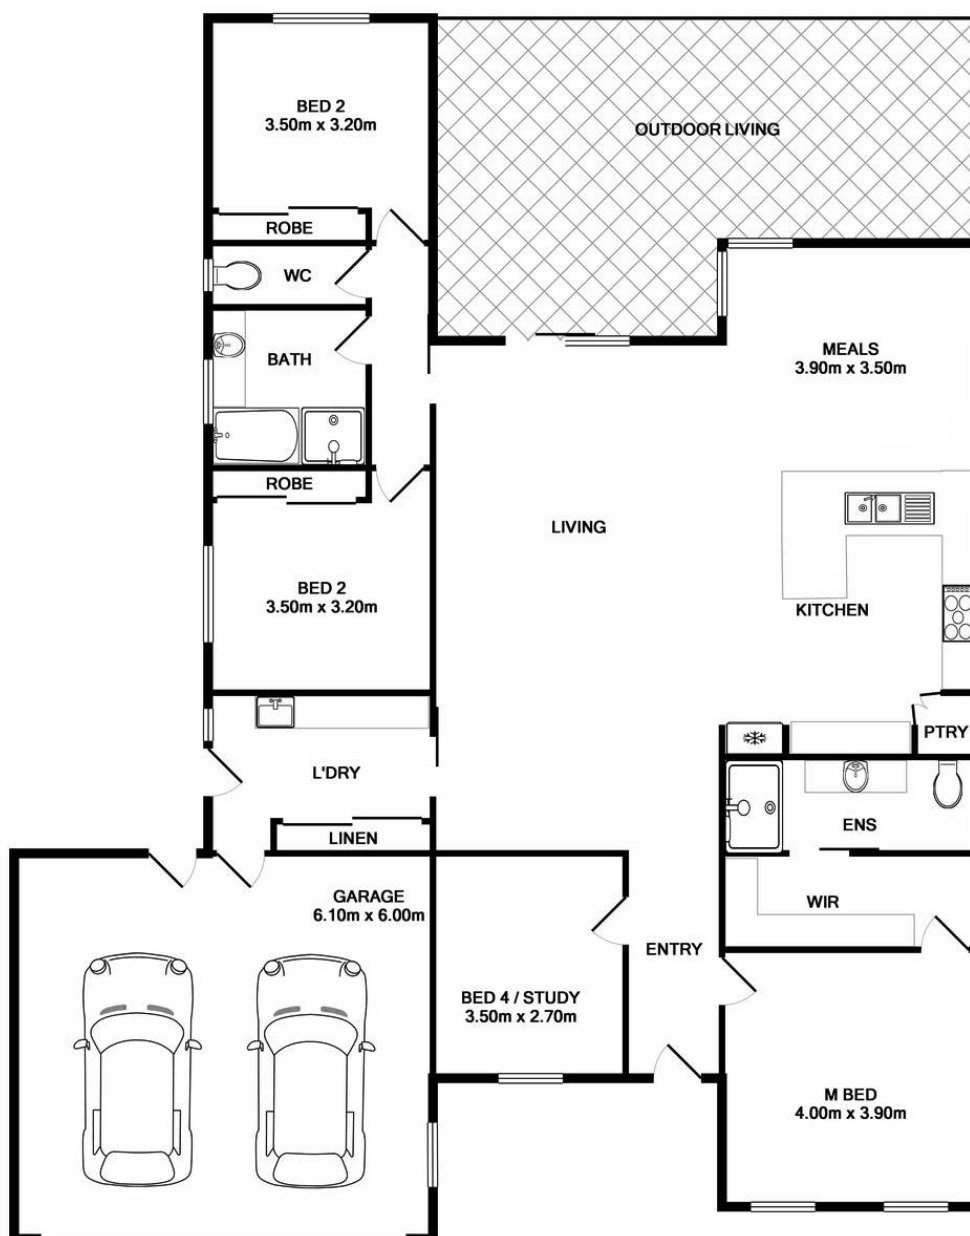 BED 2
3.50m x 3.20m
OUTDOOR LIVING
ROBE
WC
BATH
MEALS
3.90m x 3.50m
ROBE
LIVING
BED 2
3.50m x 3.20m
KITCHEN
PTRY
L'DRY
ENS
LINEN
GARAGE
6.10m x 6.00m
WIR
ENTRY
BED 4 / STUDY
3.50m x 2.70m
M BED
4.00m x 3.90m